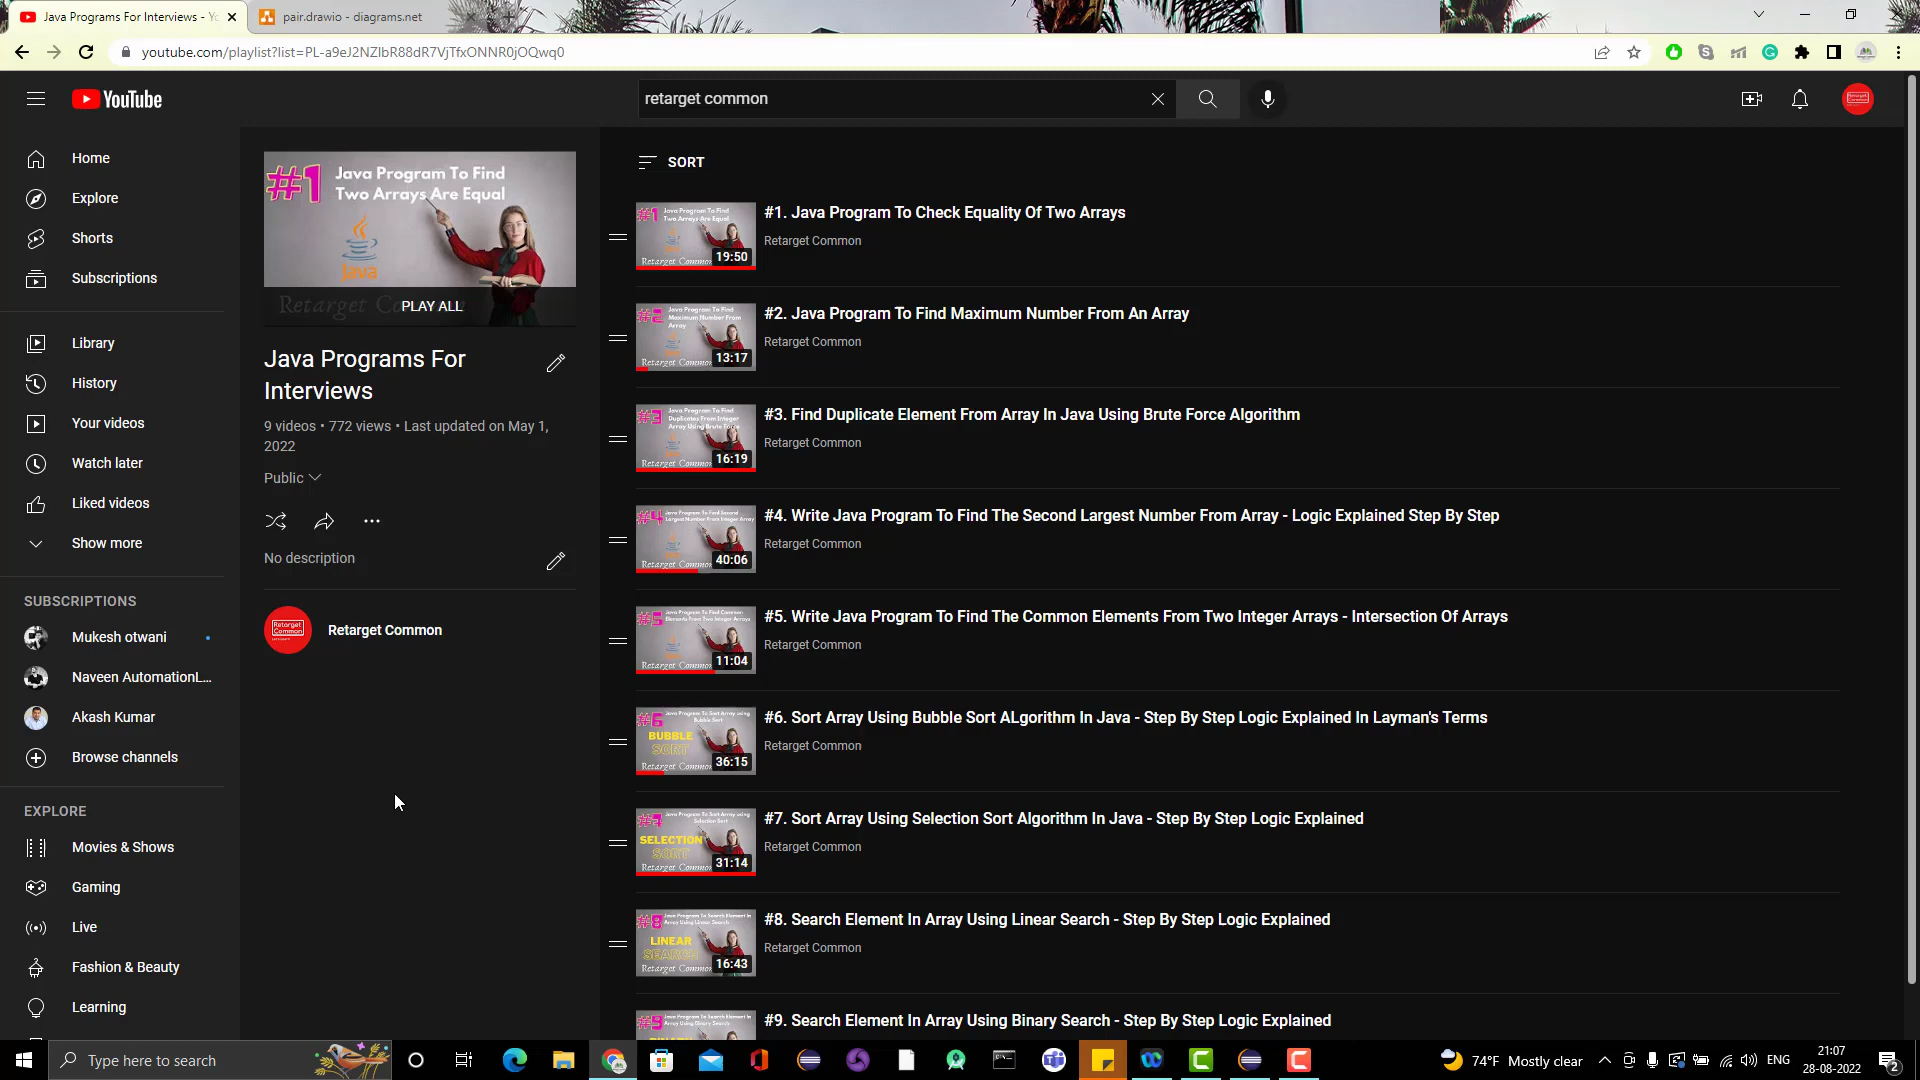 Java Programs For Interviews - Yo
pair.drawio - diagrams.net
youtube.com/playlist?list=PL-a9eJ2NZIbR88dR7VjTfxONNR0jOQwq0
YouTube
retarget common
Home
Explore
Shorts
Subscriptions
Library
History
Your videos
Watch later
Liked videos
Show more
SUBSCRIPTIONS
Mukesh otwani
Naveen AutomationL...
Akash Kumar
Browse channels
EXPLORE
Movies & Shows
Gaming
Live
Fashion & Beauty
Learning
#1
Java Program To Find
Two Arrays Are Equal
Java
PLAY ALL
Java Programs For
Interviews
9 videos • 772 views • Last updated on May 1,
2022
Public
No description
Retarget Common
SORT
19:50
#1. Java Program To Check Equality Of Two Arrays
Retarget Common
13:17
#2. Java Program To Find Maximum Number From An Array
Retarget Common
16:19
#3. Find Duplicate Element From Array In Java Using Brute Force Algorithm
Retarget Common
40:06
#4. Write Java Program To Find The Second Largest Number From Array - Logic Explained Step By Step
Retarget Common
11:04
#5. Write Java Program To Find The Common Elements From Two Integer Arrays - Intersection Of Arrays
Retarget Common
BUBBLE
SORT
36:15
#6. Sort Array Using Bubble Sort ALgorithm In Java - Step By Step Logic Explained In Layman's Terms
Retarget Common
SELECTION
SORT
31:14
#7. Sort Array Using Selection Sort Algorithm In Java - Step By Step Logic Explained
Retarget Common
LINEAR
SEARCH
16:43
#8. Search Element In Array Using Linear Search - Step By Step Logic Explained
Retarget Common
#9. Search Element In Array Using Binary Search - Step By Step Logic Explained
Type here to search
74°F Mostly clear
ENG
21:07
28-08-2022
2